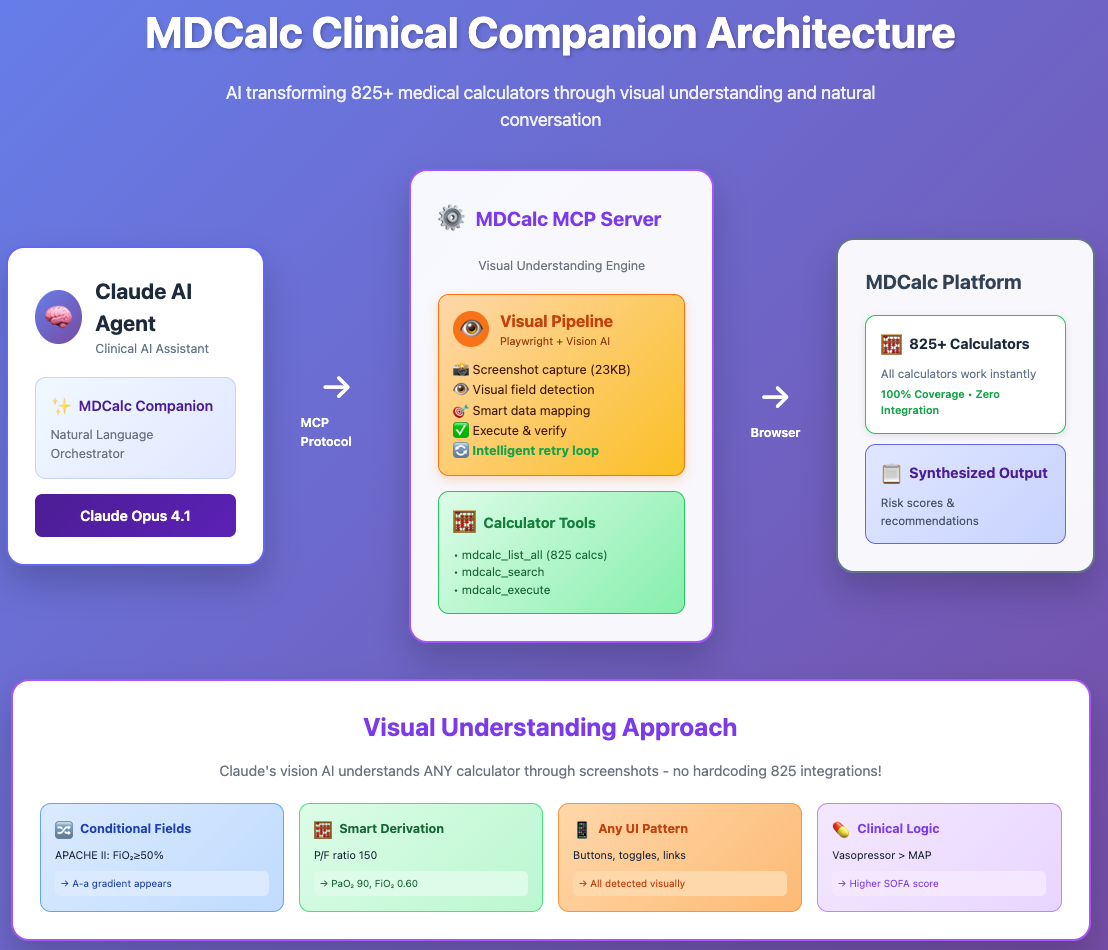 MDCalc Clinical Companion Architecture
AI transforming 825+ medical calculators through visual understanding and natural
conversation
Claude AI
Agent
Clinical AI Assistant
✨ MDCalc Companion
Natural Language
Orchestrator
Claude Opus 4.1
→
MCP
Protocol
MDCalc MCP Server
Visual Understanding Engine
Visual Pipeline
Playwright + Vision AI
📸 Screenshot capture (23KB)
👁️ Visual field detection
🎯 Smart data mapping
✅ Execute & verify
🔄 Intelligent retry loop
🧮 Calculator Tools
• mdcalc_list_all (825 calcs)
• mdcalc_search
• mdcalc_execute
→
Browser
MDCalc Platform
🧮 825+ Calculators
All calculators work instantly
100% Coverage • Zero
Integration
📋 Synthesized Output
Risk scores &
recommendations
Visual Understanding Approach
Claude's vision AI understands ANY calculator through screenshots - no hardcoding 825 integrations!
🔀 Conditional Fields
APACHE II: FiO₂≥50%
→ A-a gradient appears
🧮 Smart Derivation
P/F ratio 150
→ PaO₂ 90, FiO₂ 0.60
📱 Any UI Pattern
Buttons, toggles, links
→ All detected visually
💊 Clinical Logic
Vasopressor > MAP
→ Higher SOFA score